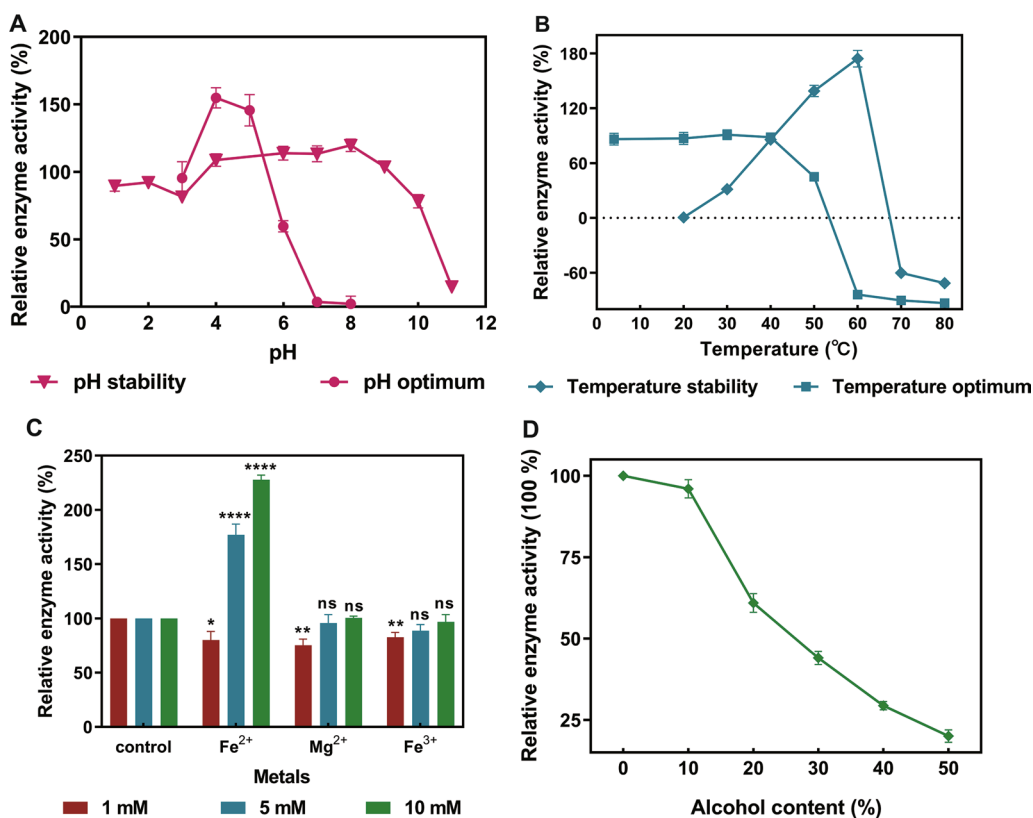 A
Relative enzyme activity (%)
200
150
100
50
0
0 2 4 6 8 10 12
pH
pH stability pH optimum
B
Relative enzyme activity (%)
180
120
60
0
-60
0 10 20 30 40 50 60 70 80
Temperature (℃)
Temperature stability Temperature optimum
C
Relative enzyme activity (%)
250
200
150
100
50
0
* **** ****
** ns ns
** ns ns
control Fe²⁺ Mg²⁺ Fe³⁺
Metals
1 mM 5 mM 10 mM
D
Relative enzyme activity (100 %)
100
75
50
25
0 10 20 30 40 50
Alcohol content (%)